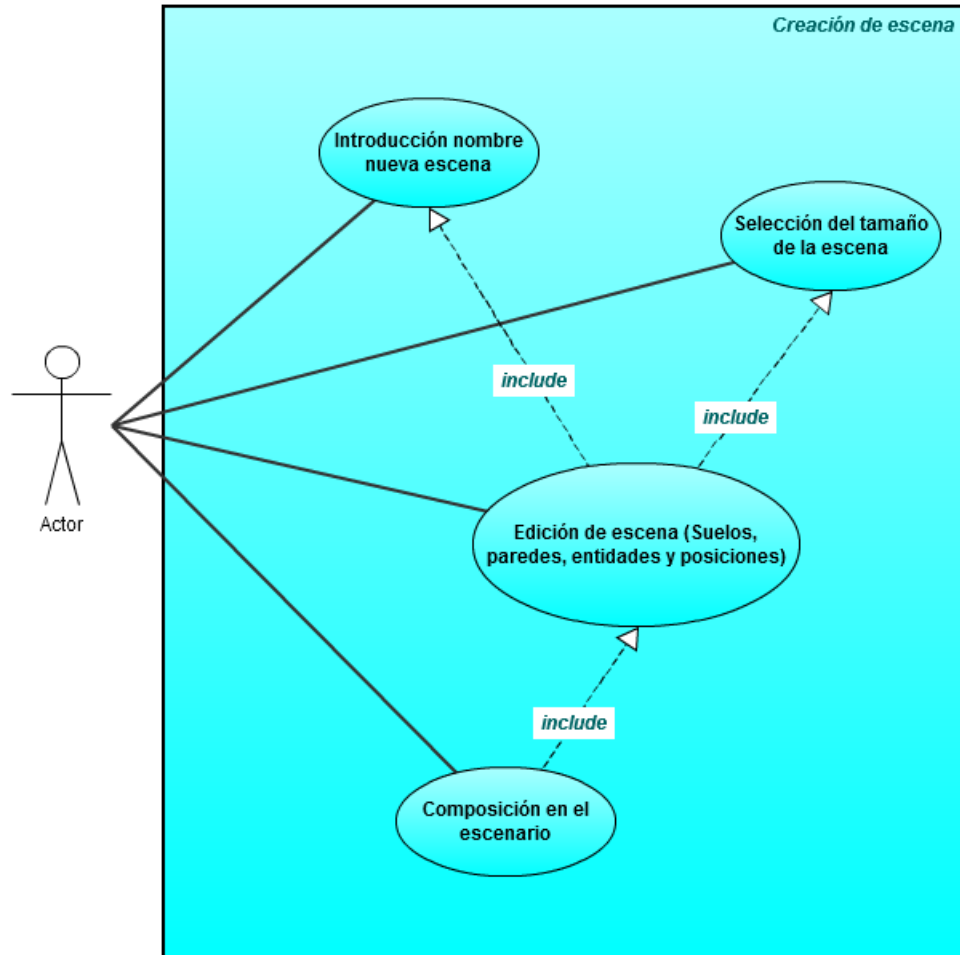 Creación de escena
Introducción nombre
nueva escena
Selección del tamaño
de la escena
include
include
Actor
Edición de escena (Suelos,
paredes, entidades y posiciones)
include
Composición en el
escenario